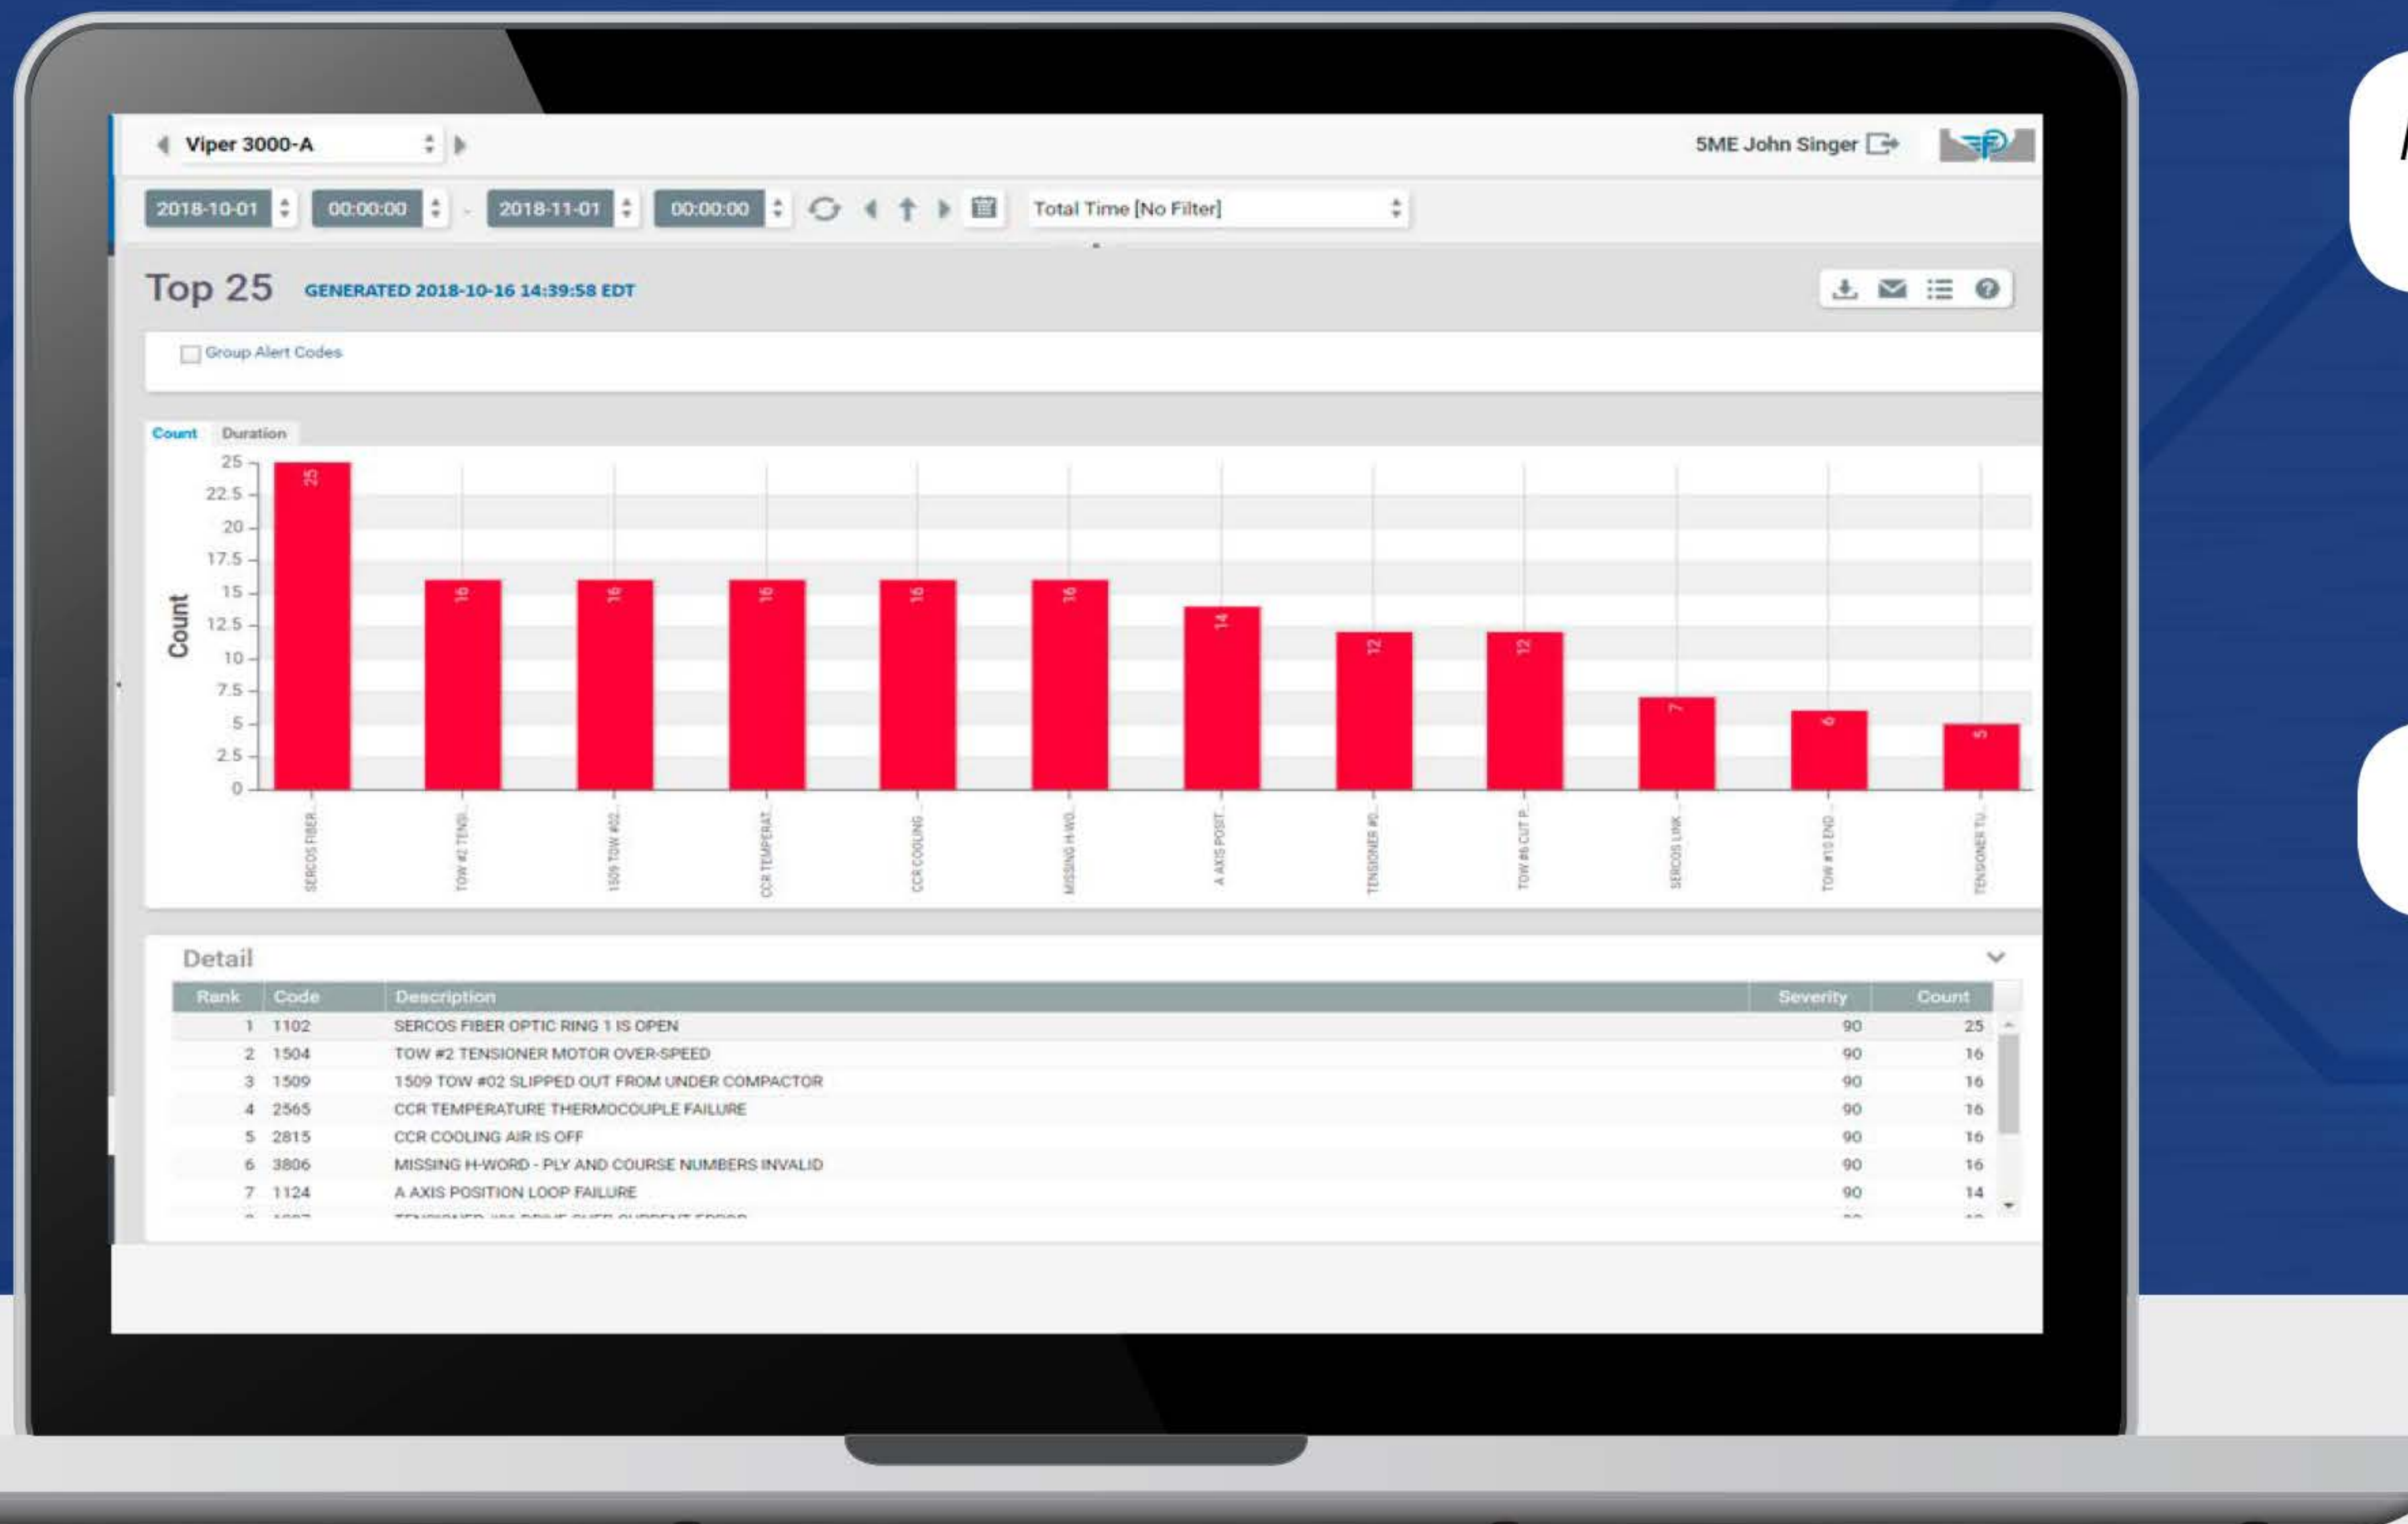 Viper 3000-A
5ME John Singer
2018-10-01 00:00:00 - 2018-11-01 00:00:00 Total Time [No Filter]
Top 25 GENERATED 2018-10-16 14:39:58 EDT
Group Alert Codes
Count Duration
25
22.5
20
17.5
15
12.5
10
7.5
5
2.5
0
Count
25 16 16 16 16 16 14 12 12 7 6 5
SERCOS FIBER...
TOW #2 TENSI...
1509 TOW #02...
CCR TEMPERAT...
CCR COOLING ...
MISSING H-WO...
A AXIS POSIT...
TENSIONER #0...
TOW #6 CUT P...
SERCOS LINK ...
TOW #10 END ...
TENSIONER TU...
Detail
Rank Code Description Severity Count
1 1102 SERCOS FIBER OPTIC RING 1 IS OPEN 90 25
2 1504 TOW #2 TENSIONER MOTOR OVER-SPEED 90 16
3 1509 1509 TOW #02 SLIPPED OUT FROM UNDER COMPACTOR 90 16
4 2565 CCR TEMPERATURE THERMOCOUPLE FAILURE 90 16
5 2815 CCR COOLING AIR IS OFF 90 16
6 3806 MISSING H-WORD - PLY AND COURSE NUMBERS INVALID 90 16
7 1124 A AXIS POSITION LOOP FAILURE 90 14